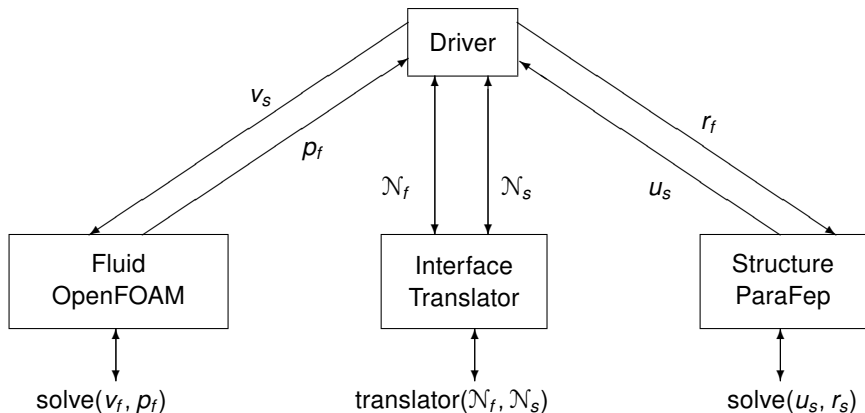 Driver
v_s
p_f
𝒩_f
𝒩_s
r_f
u_s
Fluid
OpenFOAM
Interface
Translator
Structure
ParaFep
solve(v_f, p_f)
translator(𝒩_f, 𝒩_s)
solve(u_s, r_s)